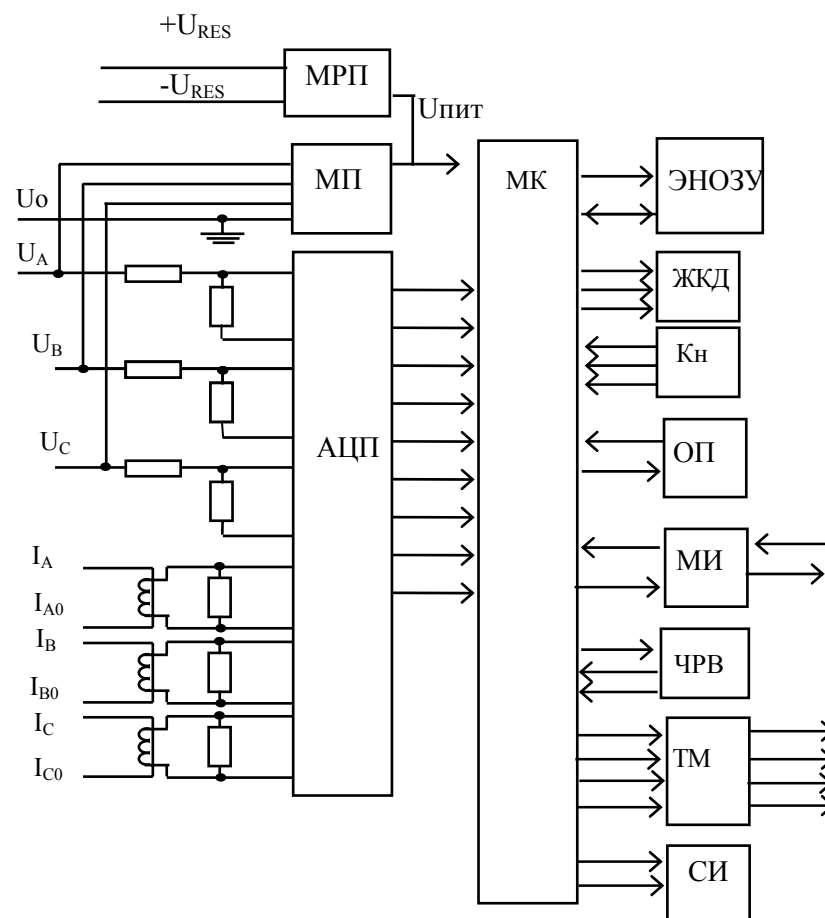 +U_RES
МРП
-U_RES
Uпит
МП
МК
ЭНОЗУ
Uo
U_A
ЖКД
U_B
Кн
U_C
АЦП
ОП
I_A
МИ
I_A0
I_B
ЧРВ
I_B0
I_C
ТМ
I_C0
СИ